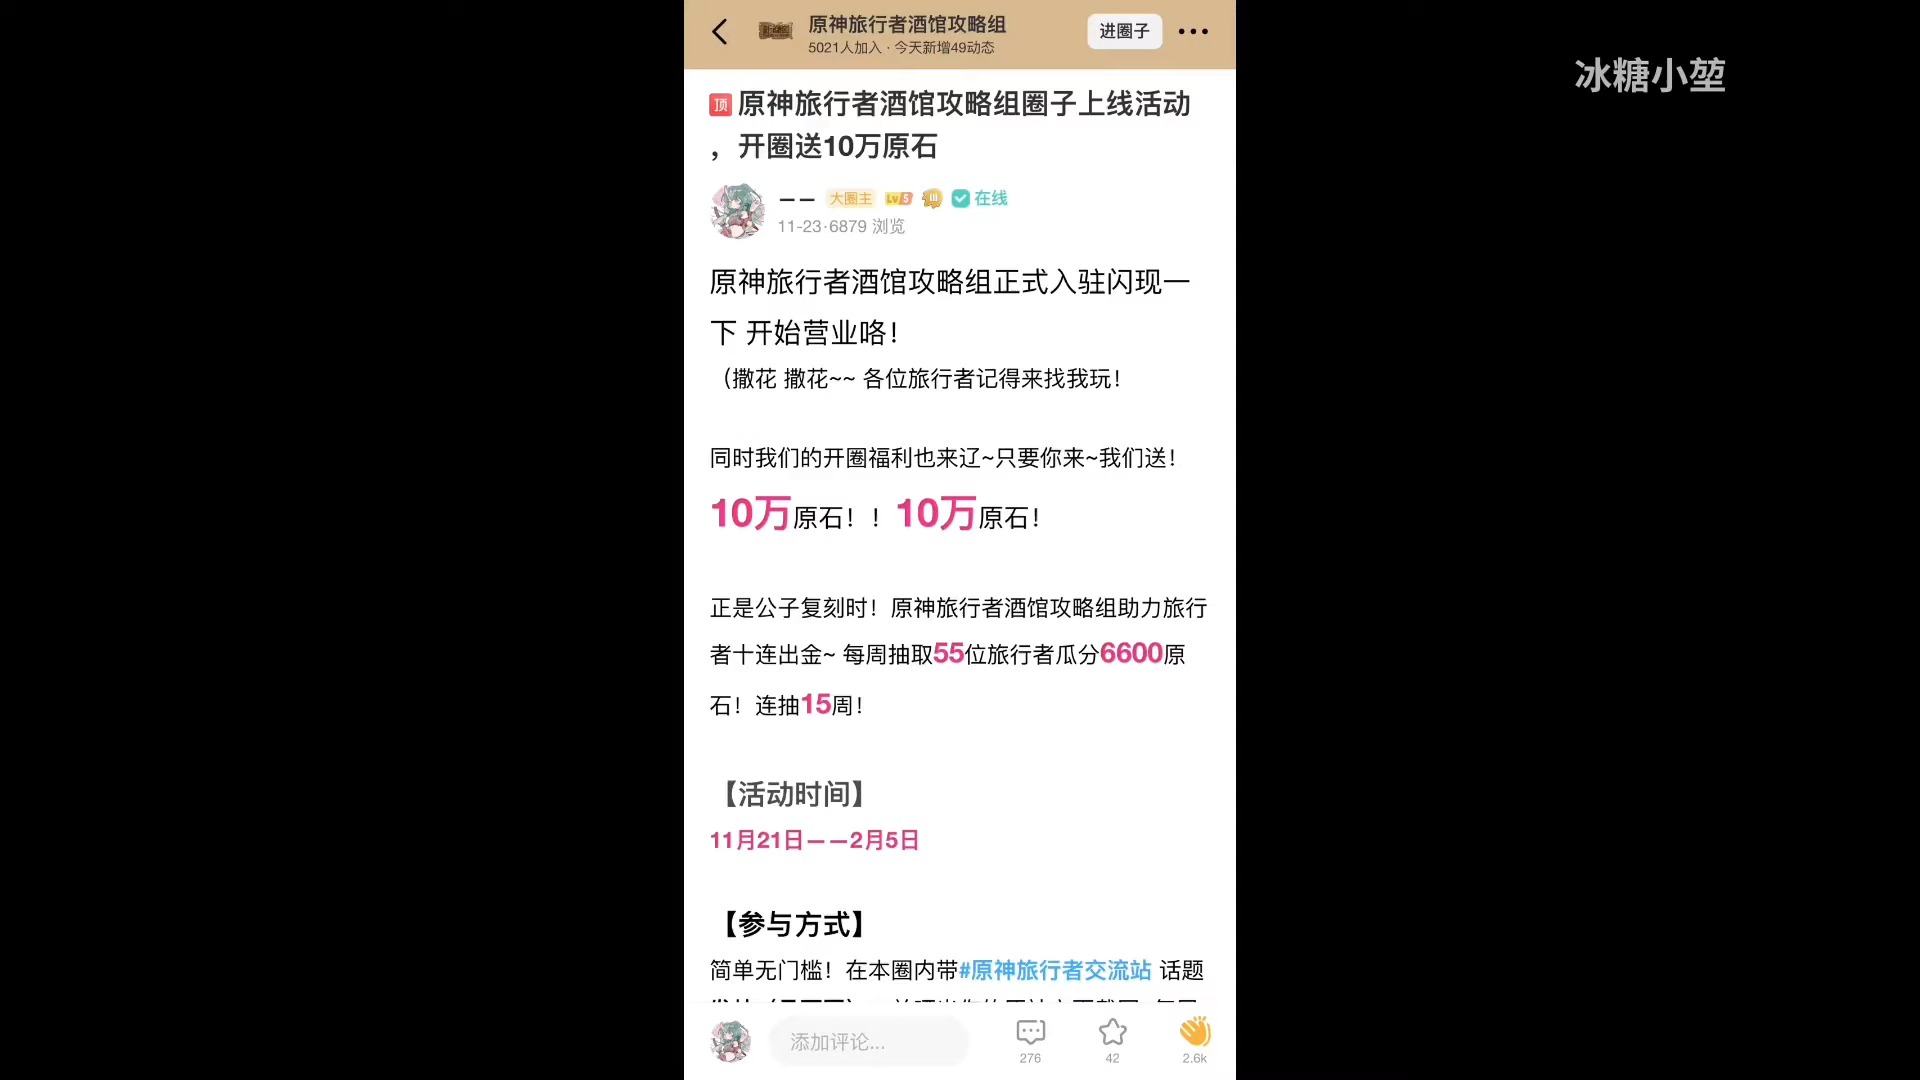 原神旅行者酒馆攻略组
5021人加入 · 今天新增49动态
进圈子
冰糖小堃
顶 原神旅行者酒馆攻略组圈子上线活动
，开圈送10万原石
—— 大圈主 Lv5 在线
11-23·6879 浏览
原神旅行者酒馆攻略组正式入驻闪现一
下 开始营业咯！
（撒花 撒花~~ 各位旅行者记得来找我玩！
同时我们的开圈福利也来辽~只要你来~我们送！
10万原石！！10万原石！
正是公子复刻时！原神旅行者酒馆攻略组助力旅行
者十连出金~ 每周抽取55位旅行者瓜分6600原
石！连抽15周！
【活动时间】
11月21日——2月5日
【参与方式】
简单无门槛！在本圈内带#原神旅行者交流站 话题
添加评论...
276
42
2.6k